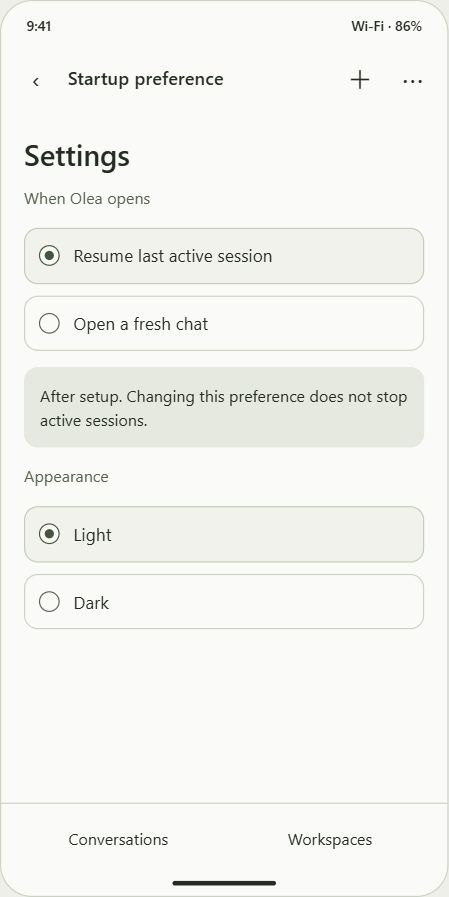 9:41
Wi-Fi · 86%
‹ Startup preference + ...
Settings
When Olea opens
Resume last active session
Open a fresh chat
After setup. Changing this preference does not stop
active sessions.
Appearance
Light
Dark
Conversations
Workspaces